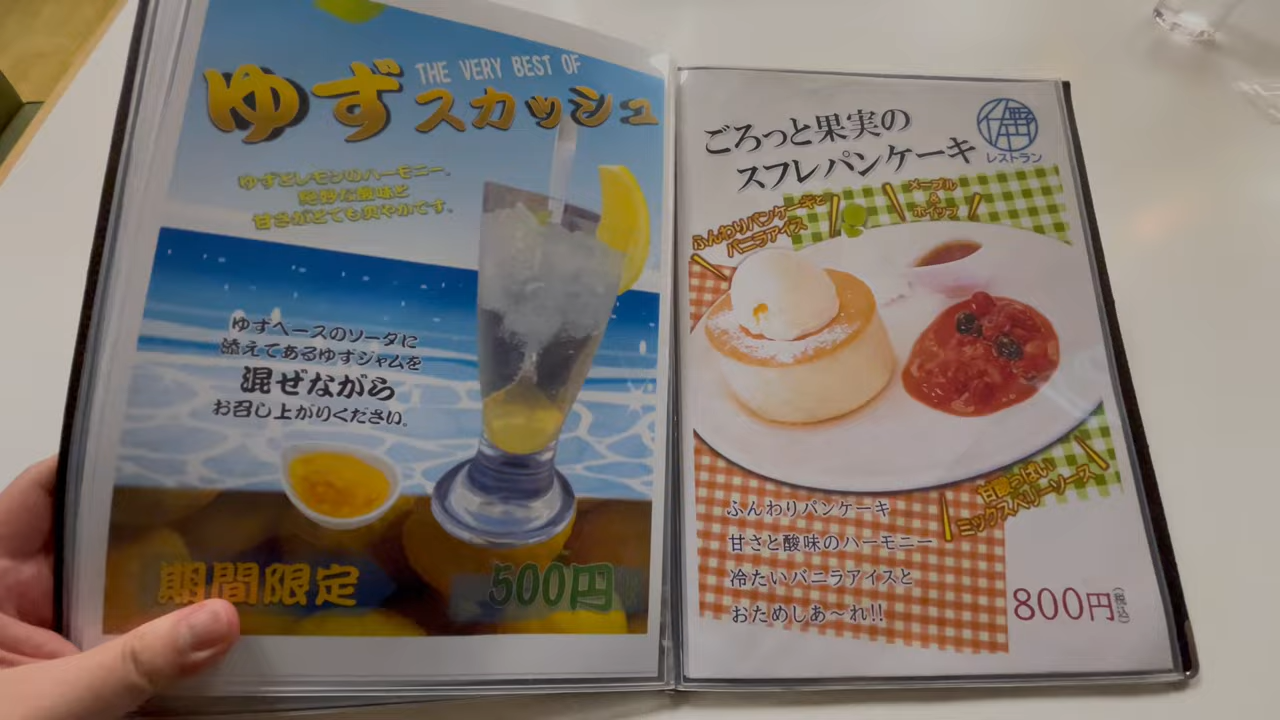 THE VERY BEST OF
ゆずスカッシュ
ゆずとレモンのハーモニー。
絶妙な酸味と
甘さがとても爽やかです。
ゆずベースのソーダに
添えてあるゆずジャムを
混ぜながら
お召し上がりください。
期間限定
500円
ごろっと果実の
スフレパンケーキ
レストラン
ふんわりパンケーキと
バニラアイス
メープル
&
ホイップ
甘酸っぱい
ミックスベリーソース
ふんわりパンケーキ
甘さと酸味のハーモニー
冷たいバニラアイスと
おためしあ〜れ!!
800円(税込)